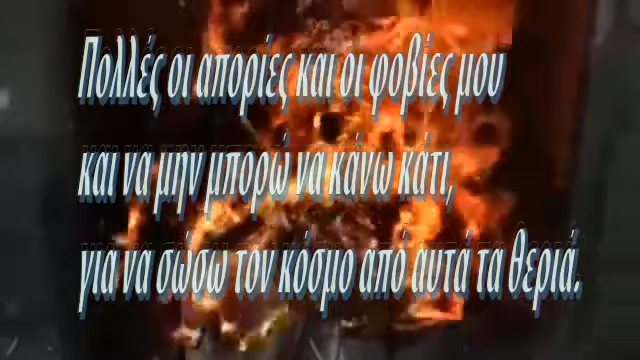 Πολλές οι απορίες και οι φοβίες μου
και να μην μπορώ να κάνω κάτι,
για να σώσω τον κόσμο από αυτά τα θεριά.